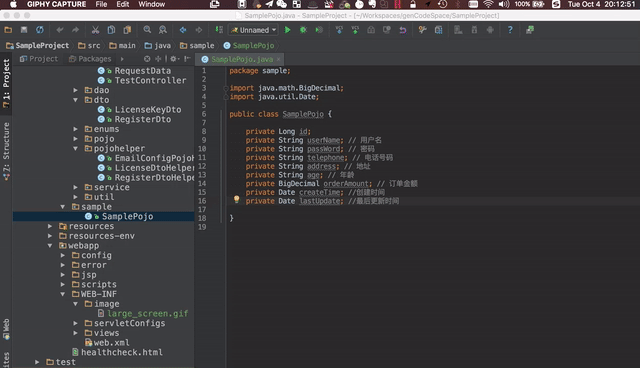 GIPHY CAPTURE
Window
Help
100%
Tue Oct 4 20:12:51
SamplePojo.java - SampleProject - [~/Workspaces/genCodeSpace/SampleProject]
Unnamed
SampleProject
src
main
java
sample
SamplePojo
Project
Packages
SamplePojo.java
1: Project
7: Structure
Web
RequestData
TestController
dao
dto
LicenseKeyDto
RegisterDto
enums
pojo
pojohelper
EmailConfigPojoH
LicenseDtoHelper
RegisterDtoHelper
service
util
sample
SamplePojo
resources
resources-env
webapp
config
error
jsp
scripts
WEB-INF
image
large_screen.gif
servletConfigs
views
web.xml
healthcheck.html
test
1 package sample;
2
3 import java.math.BigDecimal;
4 import java.util.Date;
5
6 public class SamplePojo {
7
8 private Long id;
9 private String userName; // 用户名
10 private String passWord; // 密码
11 private String telephone; // 电话号码
12 private String address; // 地址
13 private String age; // 年龄
14 private BigDecimal orderAmount; // 订单金额
15 private Date createTime; //创建时间
16 private Date lastUpdate; //最后更新时间
17
18 }
19